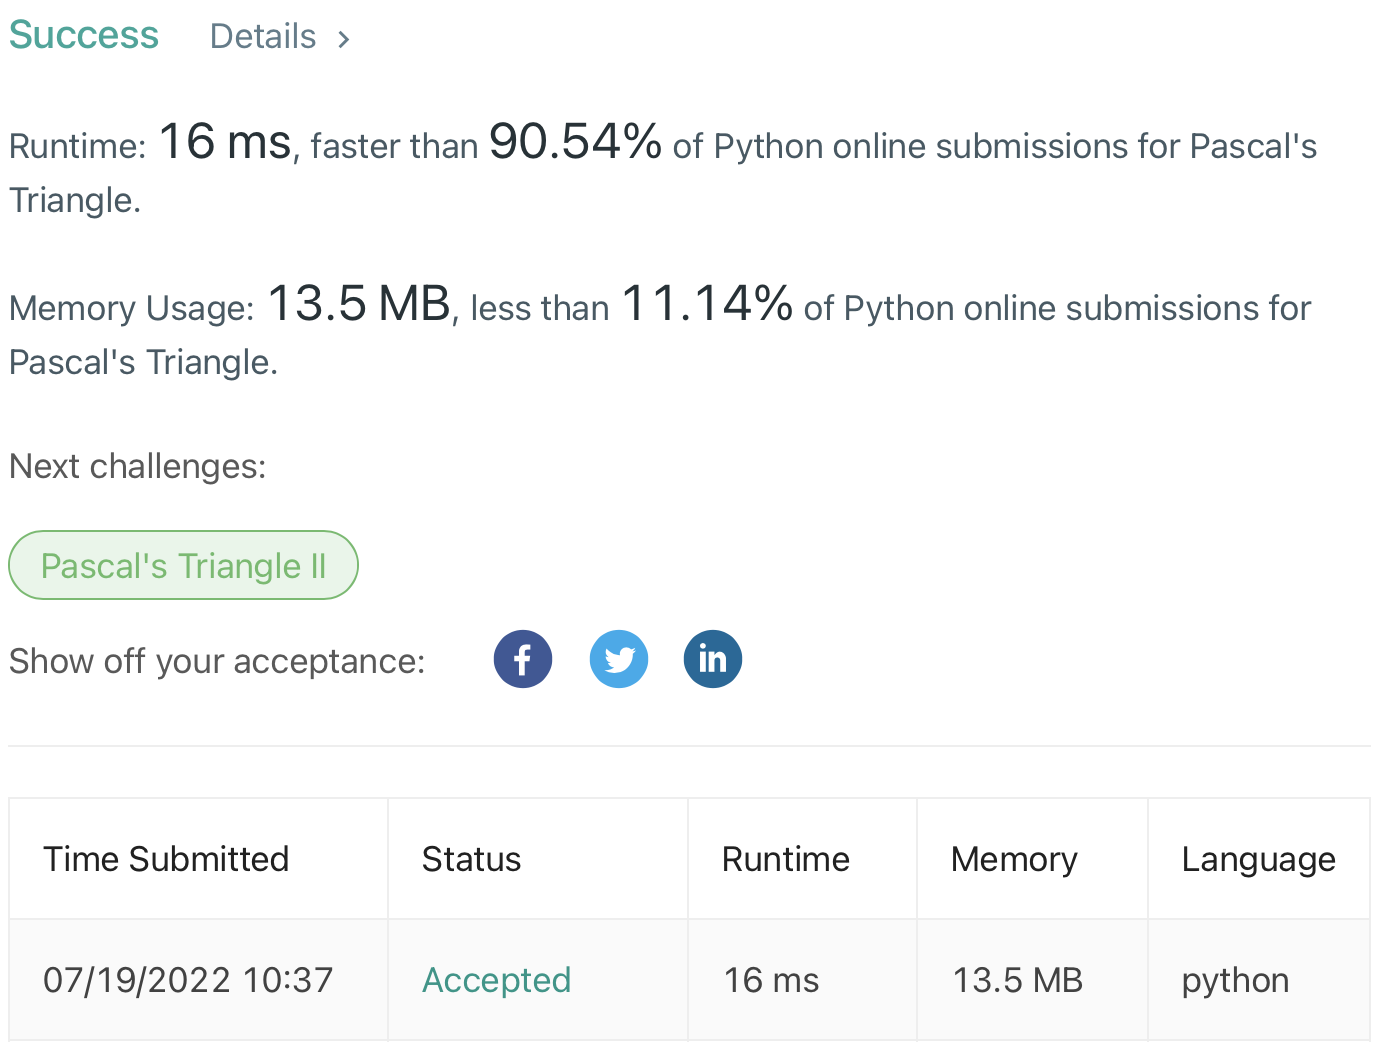 Success Details >
Runtime: 16 ms, faster than 90.54% of Python online submissions for Pascal's
Triangle.
Memory Usage: 13.5 MB, less than 11.14% of Python online submissions for
Pascal's Triangle.
Next challenges:
Pascal's Triangle II
Show off your acceptance: f in
Time Submitted Status Runtime Memory Language
07/19/2022 10:37 Accepted 16 ms 13.5 MB python